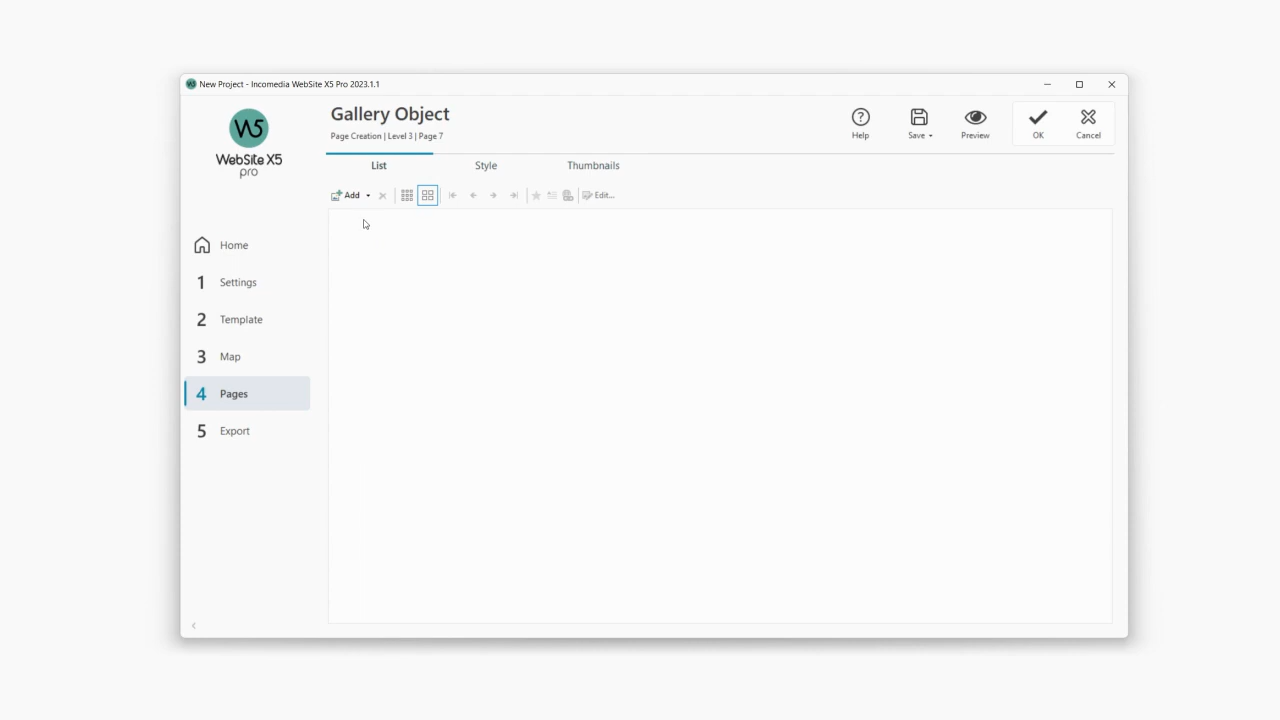 New Project - Incomedia WebSite X5 Pro 2023.1.1
W5
WebSite X5
pro
Gallery Object
Page Creation | Level 3 | Page 7
Help
Save
Preview
OK
Cancel
List
Style
Thumbnails
Add
Edit...
Home
1 Settings
2 Template
3 Map
4 Pages
5 Export